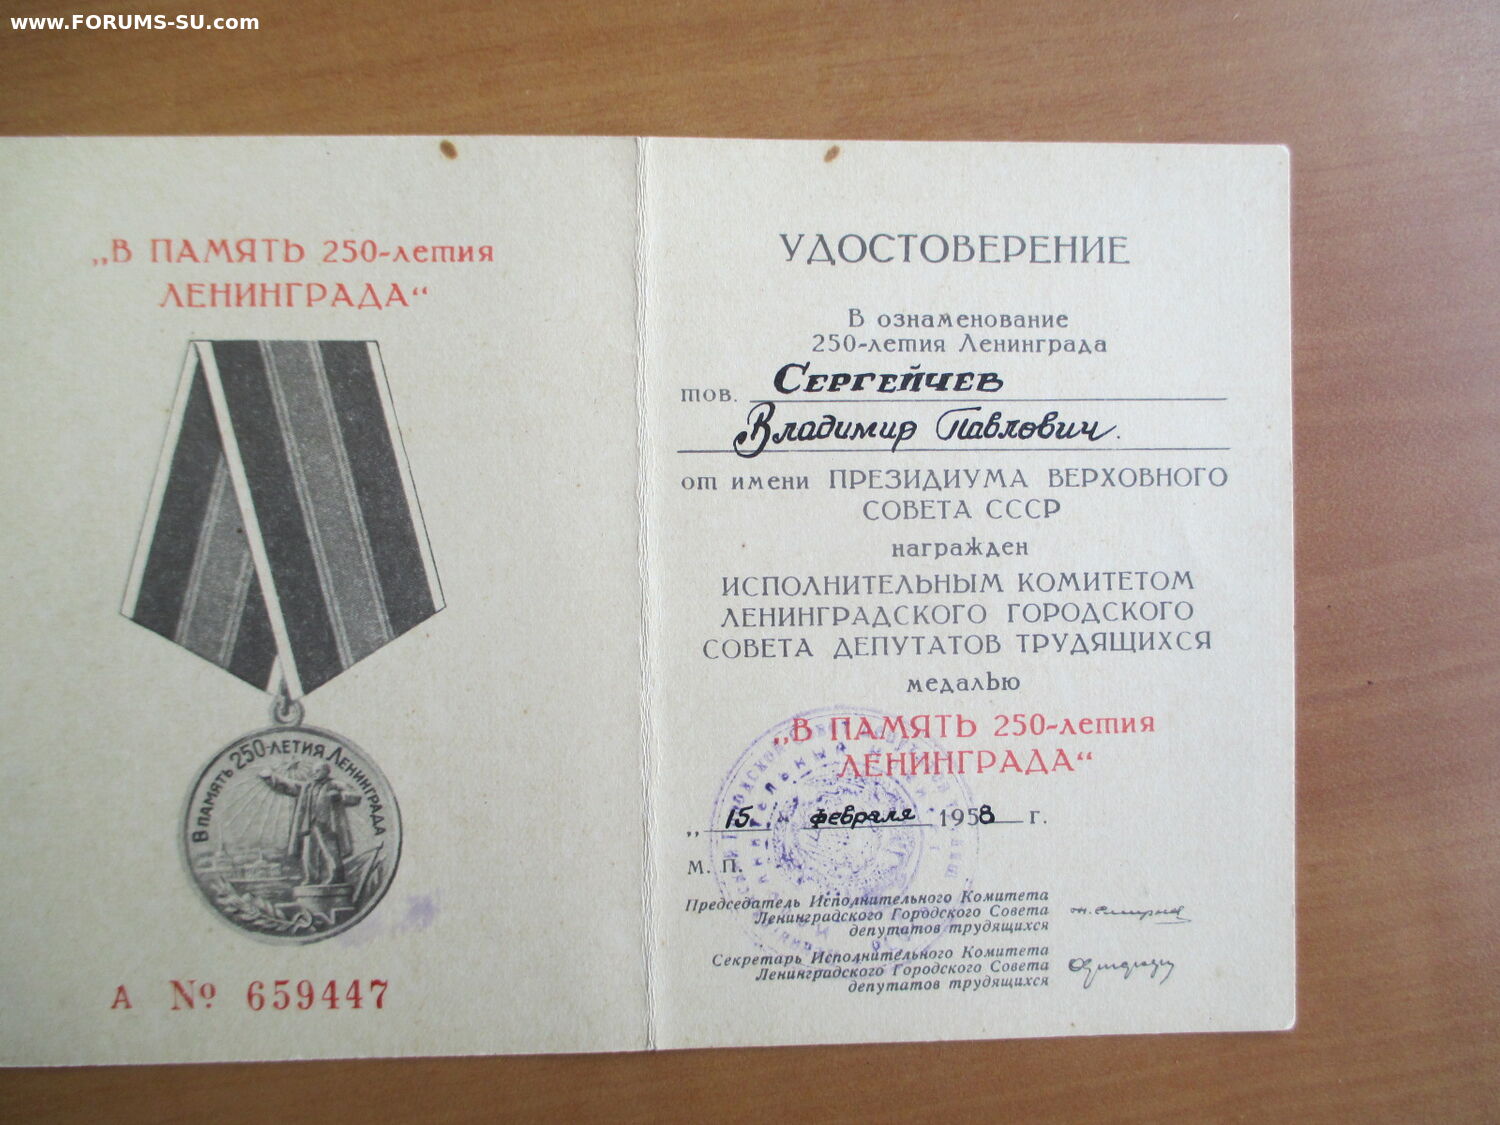 www.FORUMS-SU.com
„В ПАМЯТЬ 250-летия
ЛЕНИНГРАДА“
В ПАМЯТЬ 250-ЛЕТИЯ ЛЕНИНГРАДА
А № 659447
УДОСТОВЕРЕНИЕ
В ознаменование
250-летия Ленинграда
тов. СЕРГЕЙЧЕВ
Владимир Павлович.
от имени ПРЕЗИДИУМА ВЕРХОВНОГО
СОВЕТА СССР
награжден
ИСПОЛНИТЕЛЬНЫМ КОМИТЕТОМ
ЛЕНИНГРАДСКОГО ГОРОДСКОГО
СОВЕТА ДЕПУТАТОВ ТРУДЯЩИХСЯ
медалью
„В ПАМЯТЬ 250-летия
ЛЕНИНГРАДА“
„15“ февраля 1958 г.
М. П.
Председатель Исполнительного Комитета
Ленинградского Городского Совета
депутатов трудящихся
Секретарь Исполнительного Комитета
Ленинградского Городского Совета
депутатов трудящихся